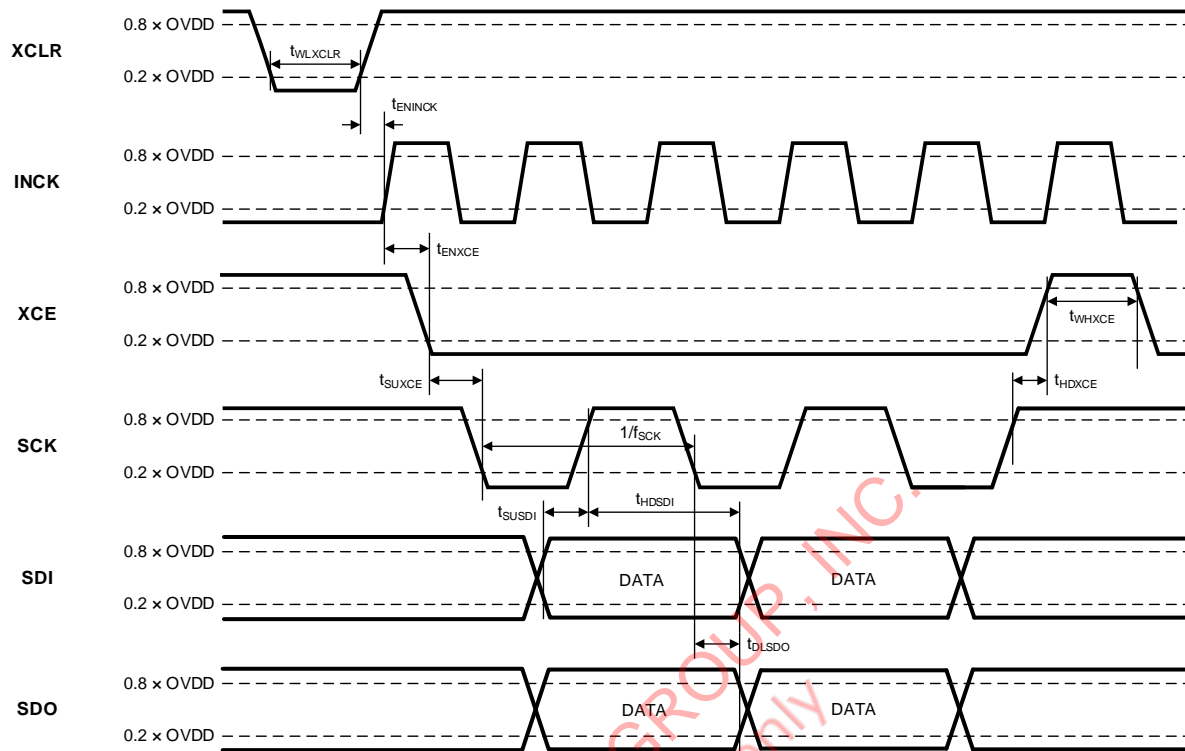 0.8 × OVDD
XCLR
tWLXCLR
0.2 × OVDD
tENINCK
0.8 × OVDD
INCK
0.2 × OVDD
tENXCE
0.8 × OVDD
XCE
tWHXCE
0.2 × OVDD
tSUXCE
tHDXCE
0.8 × OVDD
1/fSCK
SCK
0.2 × OVDD
tSUSDI
tHDSDI
0.8 × OVDD
SDI
DATA
DATA
0.2 × OVDD
tDLSDO
0.8 × OVDD
SDO
DATA
DATA
0.2 × OVDD
GROUP, INC.
only